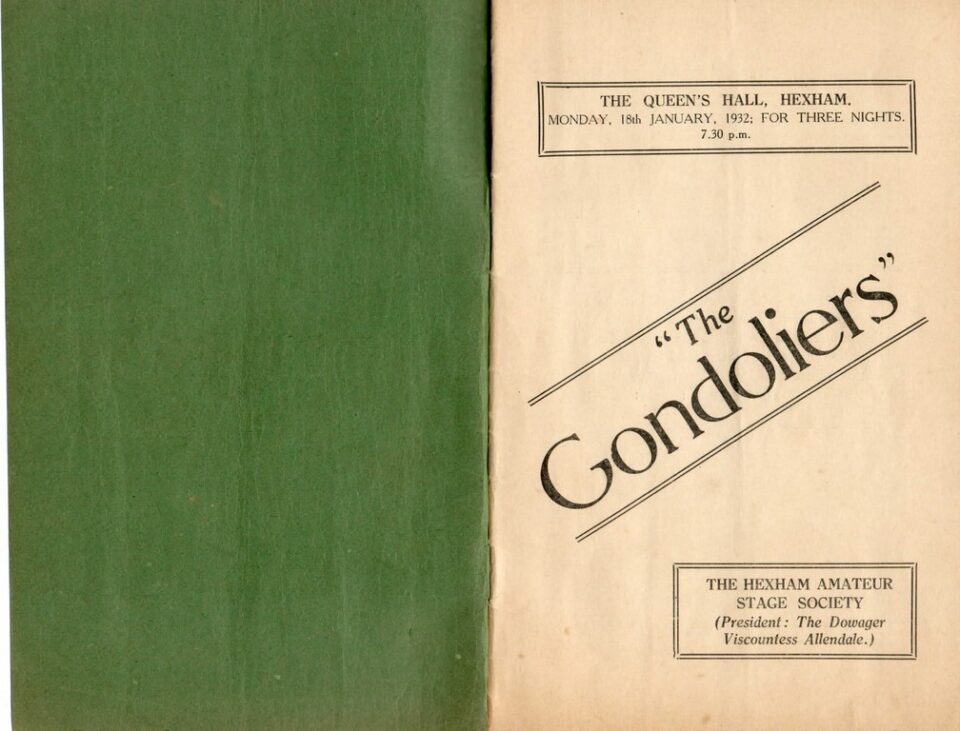 THE QUEEN'S HALL, HEXHAM.
MONDAY, 18th JANUARY, 1932; FOR THREE NIGHTS.
7.30 p.m.
"The
Gondoliers"
THE HEXHAM AMATEUR
STAGE SOCIETY
(President: The Dowager
Viscountess Allendale.)